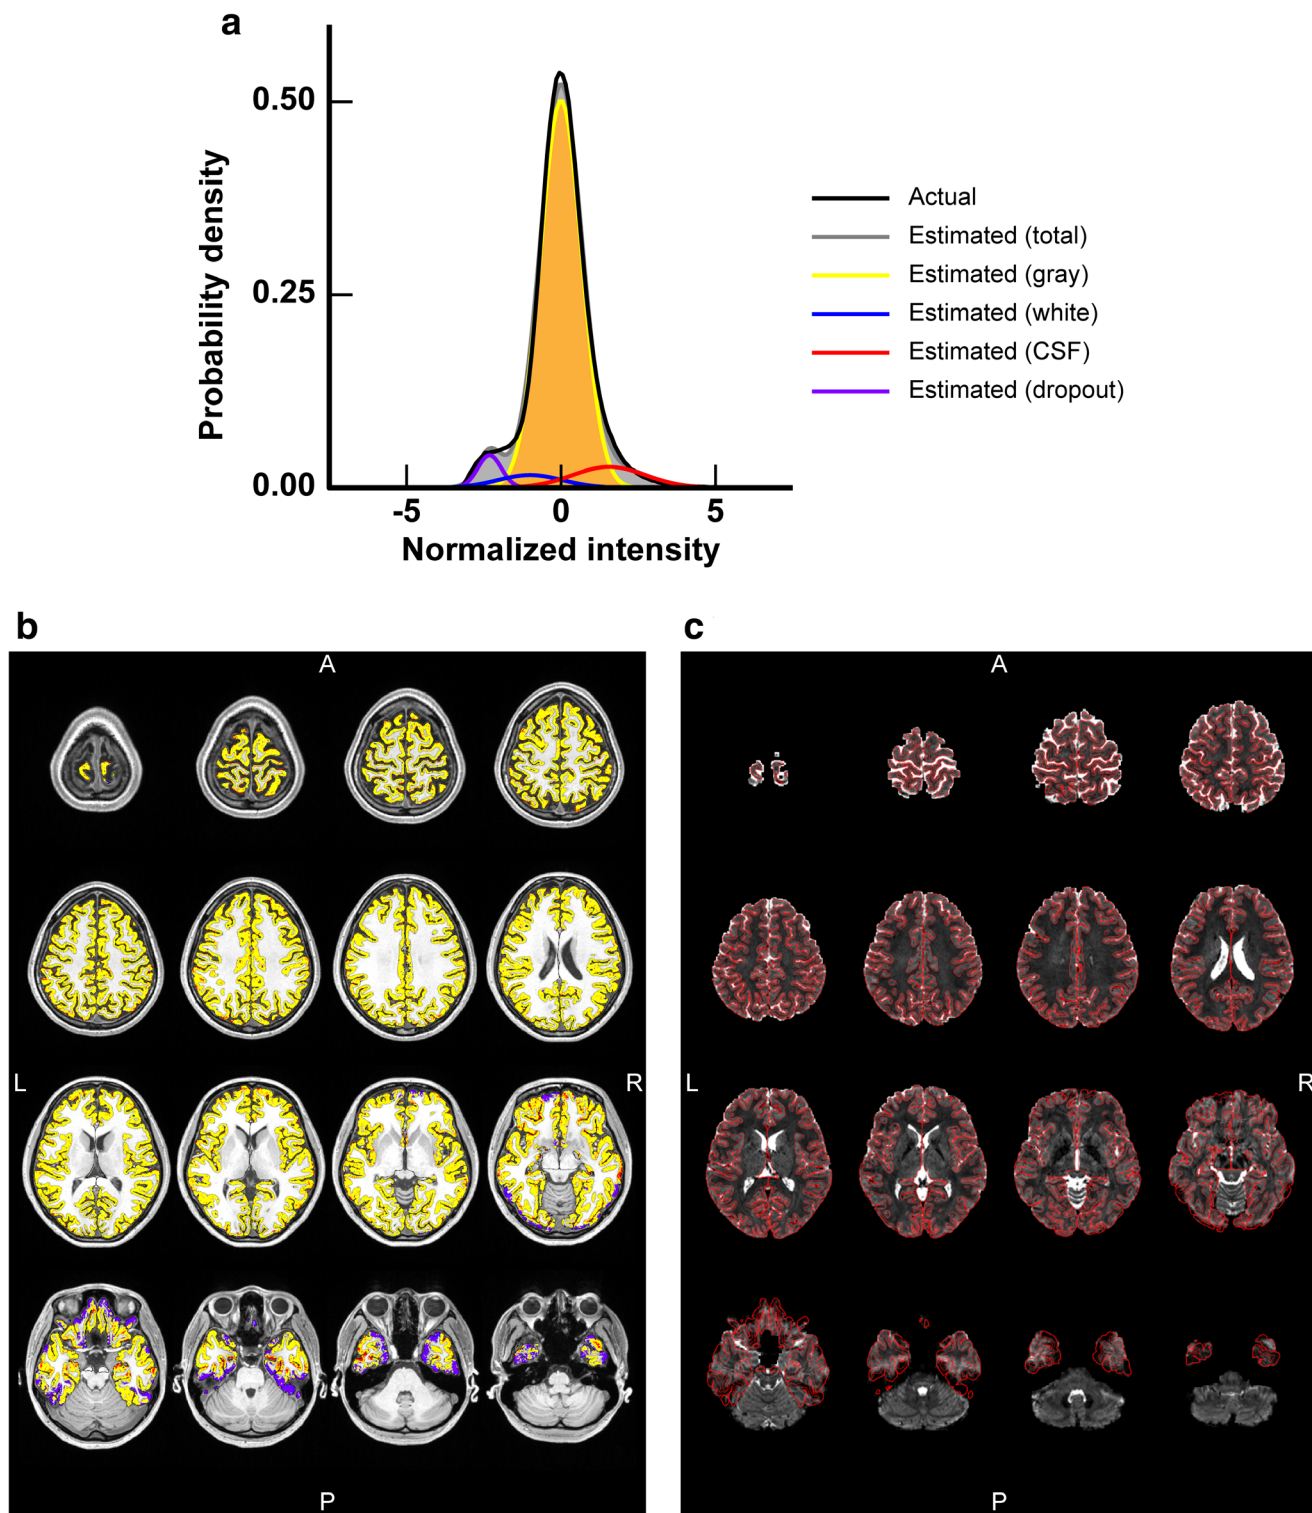 a
Probability density
0.50
0.25
0.00
-5
0
5
Normalized intensity
Actual
Estimated (total)
Estimated (gray)
Estimated (white)
Estimated (CSF)
Estimated (dropout)
b
A
L
R
P
c
A
L
R
P